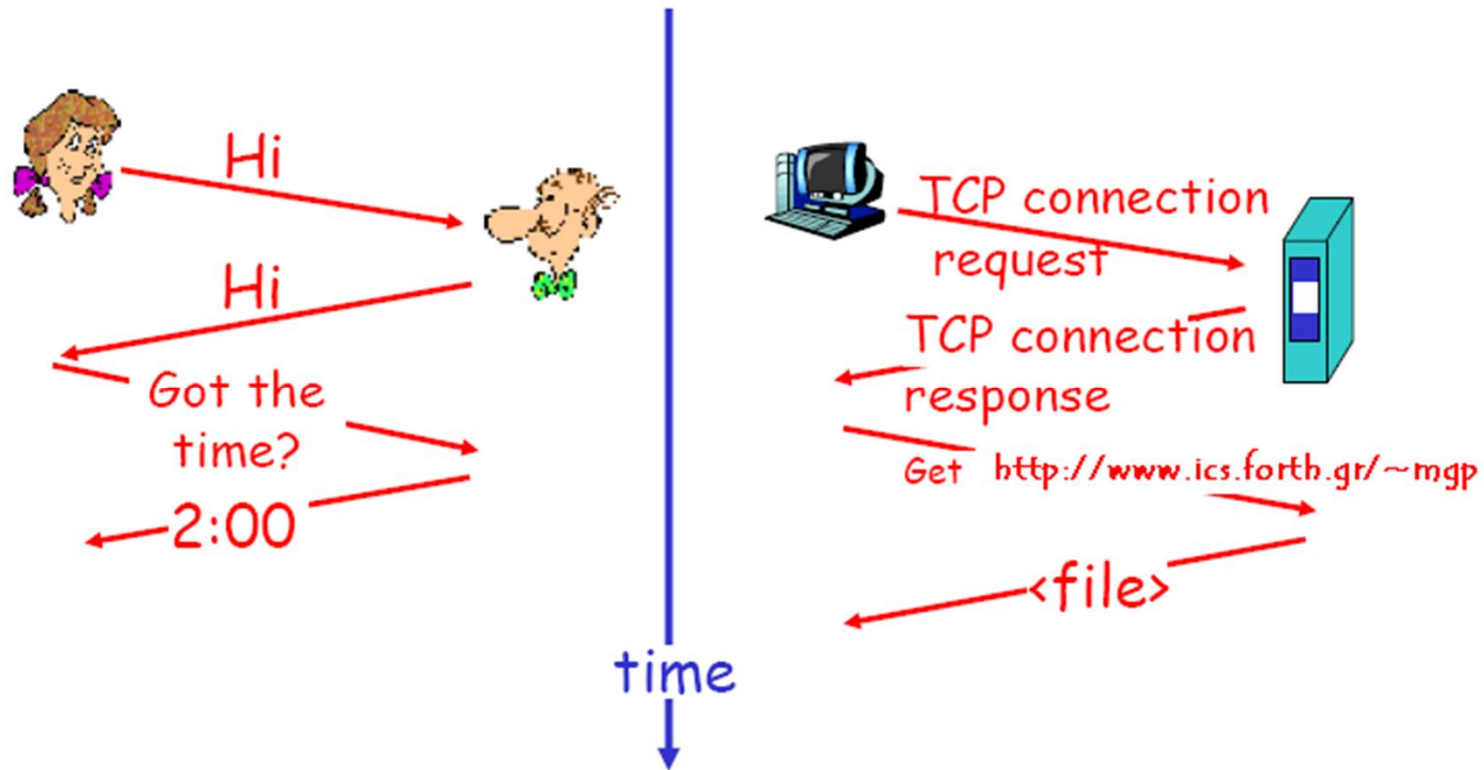 Hi
Hi
Got the
time?
2:00
time
TCP connection
request
TCP connection
response
Get http://www.ics.forth.gr/~mgp
<file>